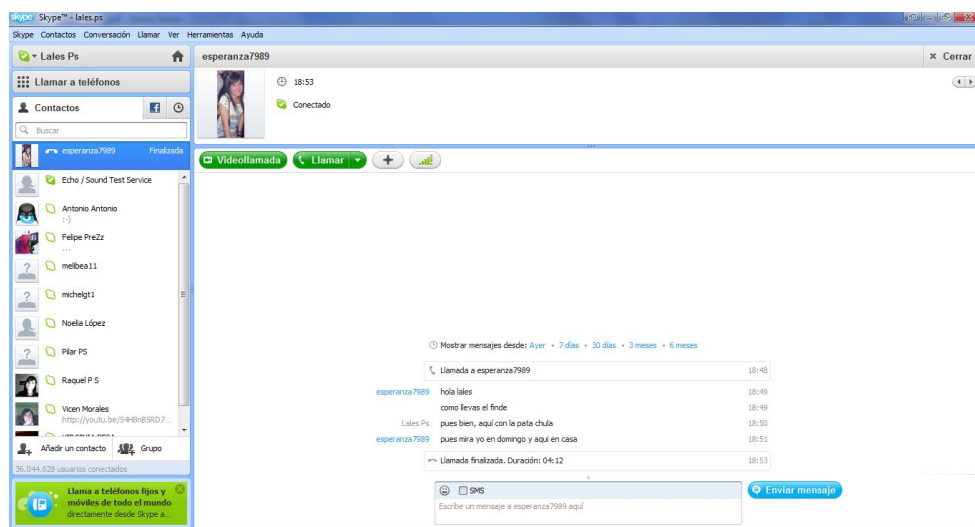 skype Skype™ - lales.ps
Skype Contactos Conversación Llamar Ver Herramientas Ayuda
Lales Ps
esperanza7989
× Cerrar
Llamar a teléfonos
18:53
Conectado
Contactos
Buscar
esperanza7989 Finalizada
Echo / Sound Test Service
Antonio Antonio
:-)
Felipe PreZz
...
melibea11
michelgt1
Noelia López
Pilar PS
Raquel P S
Vicen Morales
http://youtu.be/S4HBnB5RD7...
Añadir un contacto Grupo
36.044.628 usuarios conectados
Llama a teléfonos fijos y
móviles de todo el mundo
directamente desde Skype a...
Videollamada Llamar +
Mostrar mensajes desde: Ayer • 7 días • 30 días • 3 meses • 6 meses
Llamada a esperanza7989 18:48
esperanza7989 hola lales 18:49
como llevas el finde 18:49
Lales Ps pues bien, aquí con la pata chula 18:50
esperanza7989 pues mira yo en domingo y aqui en casa 18:51
Llamada finalizada. Duración: 04:12 18:53
SMS
Escribe un mensaje a esperanza7989 aquí
Enviar mensaje